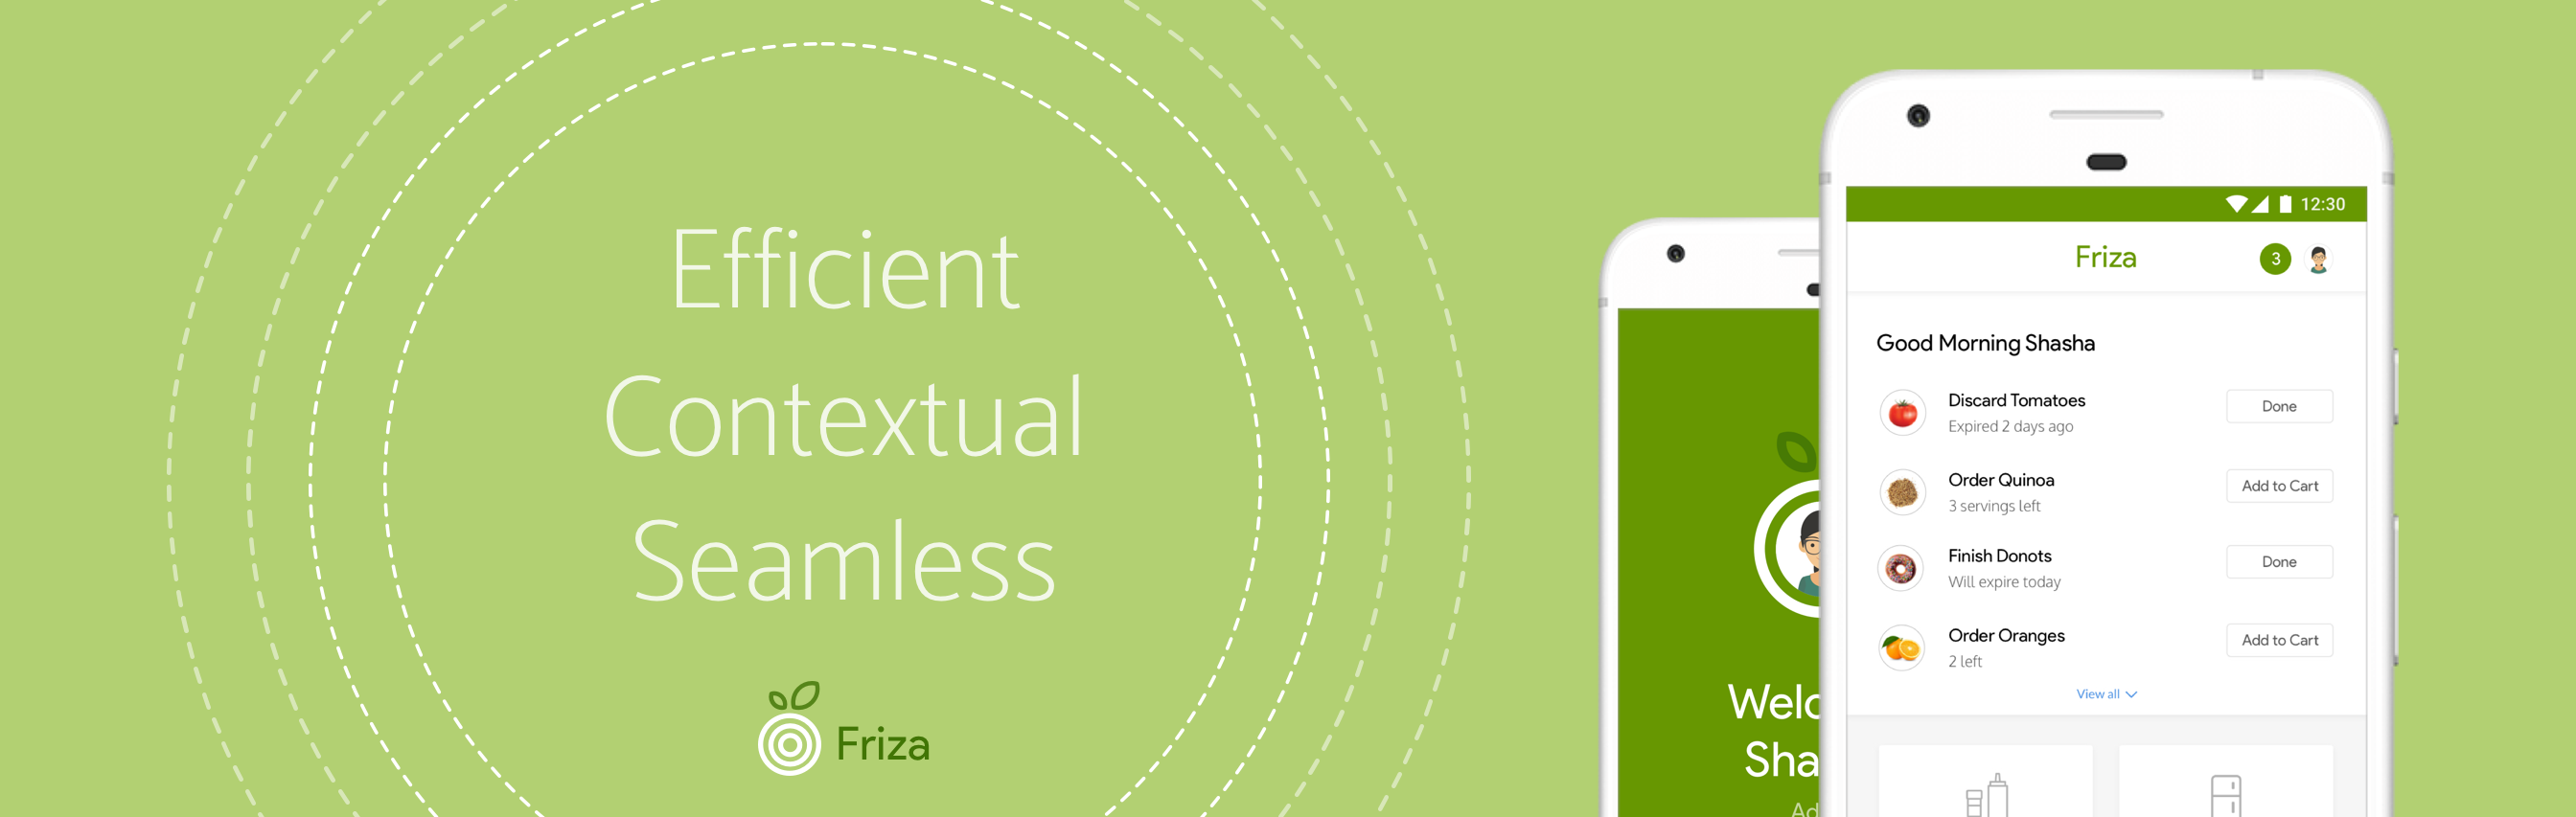 Efficient
Contextual
Seamless
Friza
12:30
Friza
3
Good Morning Shasha
Discard Tomatoes
Expired 2 days ago
Done
Order Quinoa
3 servings left
Add to Cart
Finish Donots
Will expire today
Done
Order Oranges
2 left
Add to Cart
View all
Welc
Sha
Ad